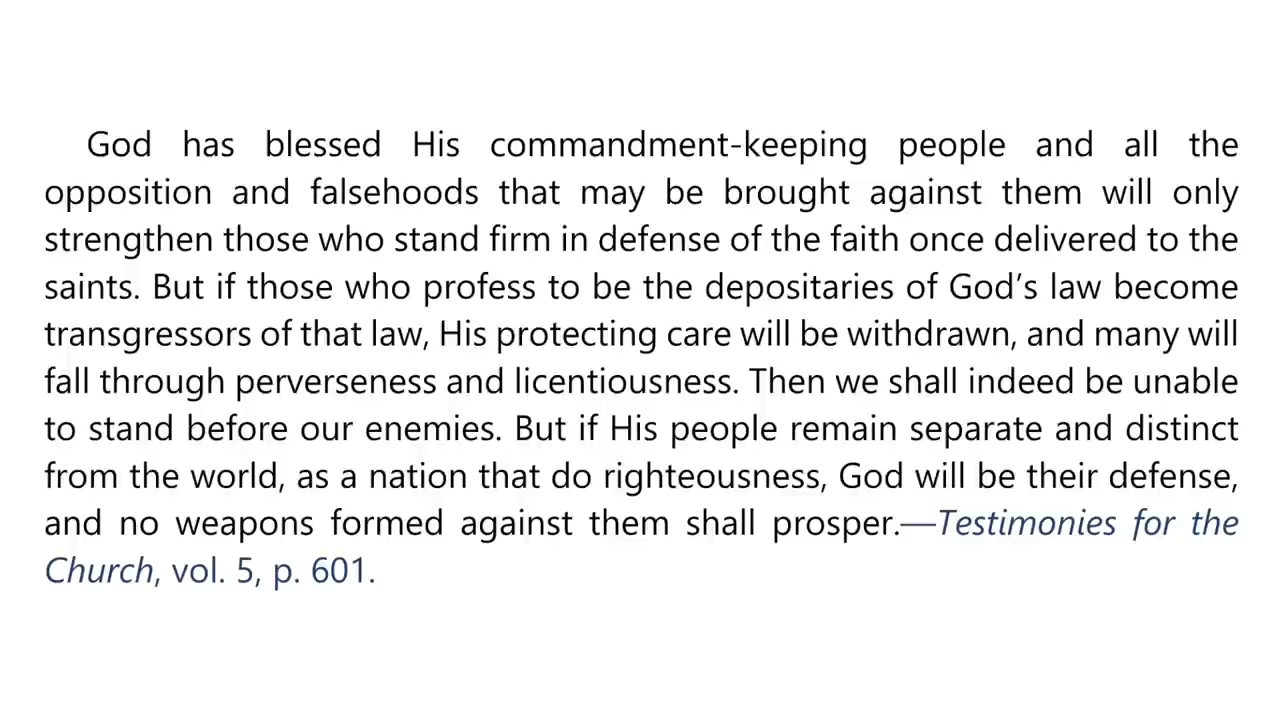 God has blessed His commandment-keeping people and all the
opposition and falsehoods that may be brought against them will only
strengthen those who stand firm in defense of the faith once delivered to the
saints. But if those who profess to be the depositaries of God’s law become
transgressors of that law, His protecting care will be withdrawn, and many will
fall through perverseness and licentiousness. Then we shall indeed be unable
to stand before our enemies. But if His people remain separate and distinct
from the world, as a nation that do righteousness, God will be their defense,
and no weapons formed against them shall prosper.—Testimonies for the
Church, vol. 5, p. 601.